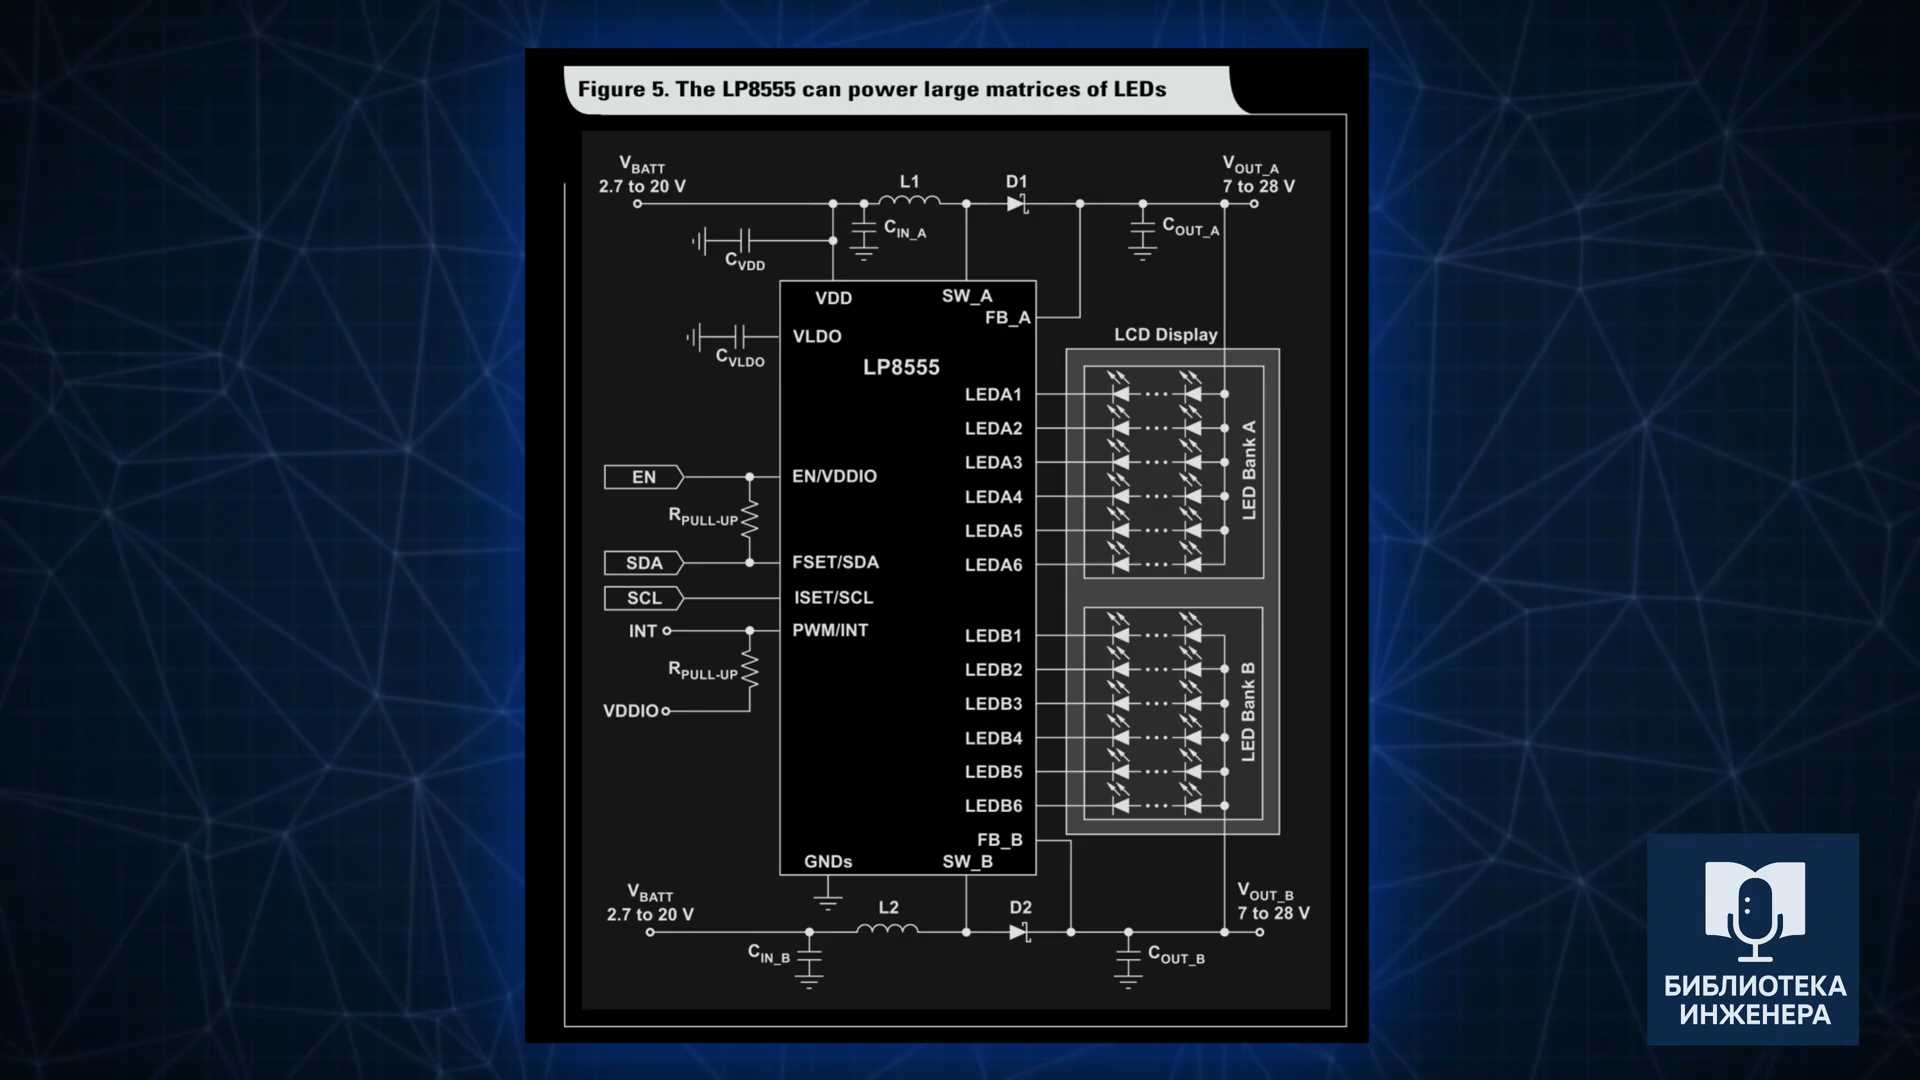 Figure 5. The LP8555 can power large matrices of LEDs
VBATT
2.7 to 20 V
L1
D1
VOUT_A
7 to 28 V
CIN_A
COUT_A
CVDD
VDD
SW_A
FB_A
VLDO
CVLDO
LP8555
LCD Display
LEDA1
LEDA2
LEDA3
LEDA4
LEDA5
LEDA6
LED Bank A
EN
EN/VDDIO
RPULL-UP
SDA
FSET/SDA
SCL
ISET/SCL
INT
PWM/INT
RPULL-UP
VDDIO
LEDB1
LEDB2
LEDB3
LEDB4
LEDB5
LEDB6
LED Bank B
FB_B
GNDs
SW_B
VBATT
2.7 to 20 V
L2
D2
VOUT_B
7 to 28 V
CIN_B
COUT_B
БИБЛИОТЕКА
ИНЖЕНЕРА